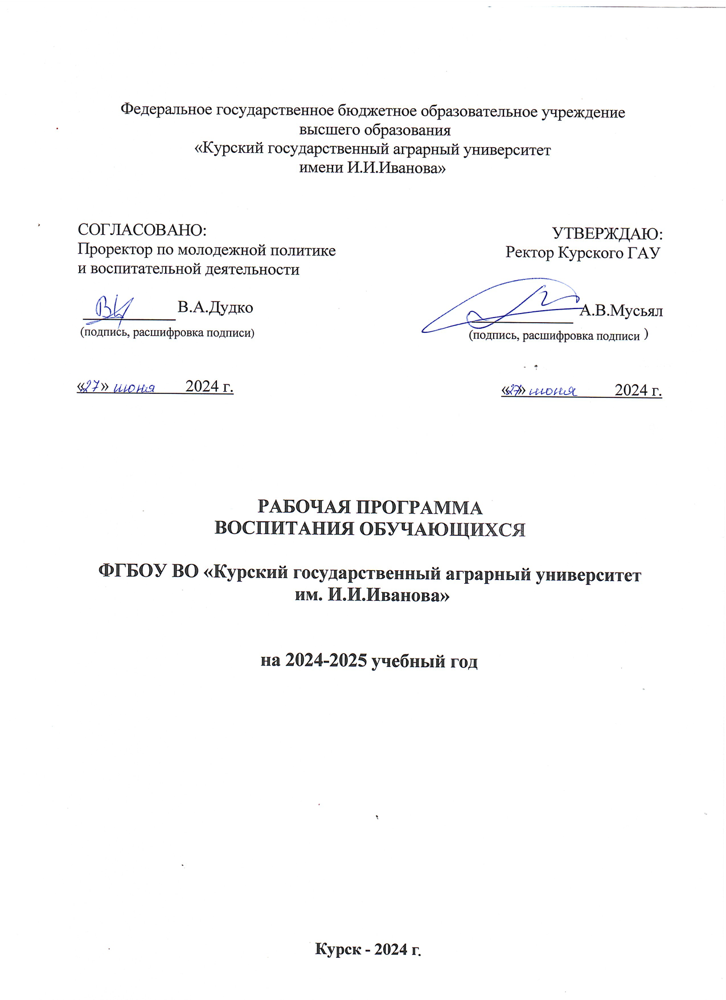 Федеральное государственное бюджетное образовательное учреждение
высшего образования
«Курский государственный аграрный университет
имени И.И.Иванова»
СОГЛАСОВАНО:
Проректор по молодежной политике
и воспитательной деятельности
В.А.Дудко
(подпись, расшифровка подписи)
«27» июня 2024 г.
УТВЕРЖДАЮ:
Ректор Курского ГАУ
А.В.Мусьял
(подпись, расшифровка подписи )
«27» июня 2024 г.
РАБОЧАЯ ПРОГРАММА
ВОСПИТАНИЯ ОБУЧАЮЩИХСЯ
ФГБОУ ВО «Курский государственный аграрный университет
им. И.И.Иванова»
на 2024-2025 учебный год
Курск - 2024 г.